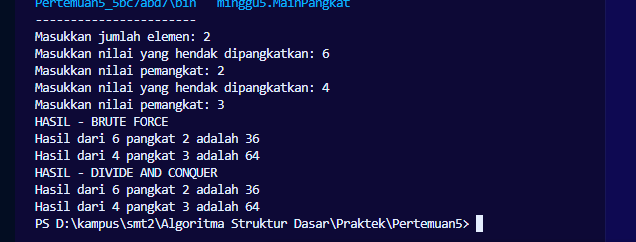 Pertemuan5_5bc7abd7\bin' 'minggu5.MainPangkat'
-----------------------
Masukkan jumlah elemen: 2
Masukkan nilai yang hendak dipangkatkan: 6
Masukkan nilai pemangkat: 2
Masukkan nilai yang hendak dipangkatkan: 4
Masukkan nilai pemangkat: 3
HASIL - BRUTE FORCE
Hasil dari 6 pangkat 2 adalah 36
Hasil dari 4 pangkat 3 adalah 64
HASIL - DIVIDE AND CONQUER
Hasil dari 6 pangkat 2 adalah 36
Hasil dari 4 pangkat 3 adalah 64
PS D:\kampus\smt2\Algoritma Struktur Dasar\Praktek\Pertemuan5>